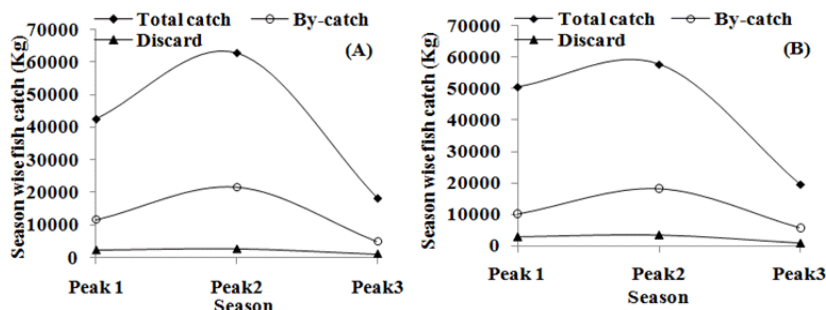 Total catch By-catch
Discard
(A)
Season wise fish catch (Kg)
70000
60000
50000
40000
30000
20000
10000
0
Peak 1 Peak2 Peak3
Season
Total catch By-catch
Discard
(B)
Season wise fish catch (Kg)
70000
60000
50000
40000
30000
20000
10000
0
Peak 1 Peak2 Peak3
Season